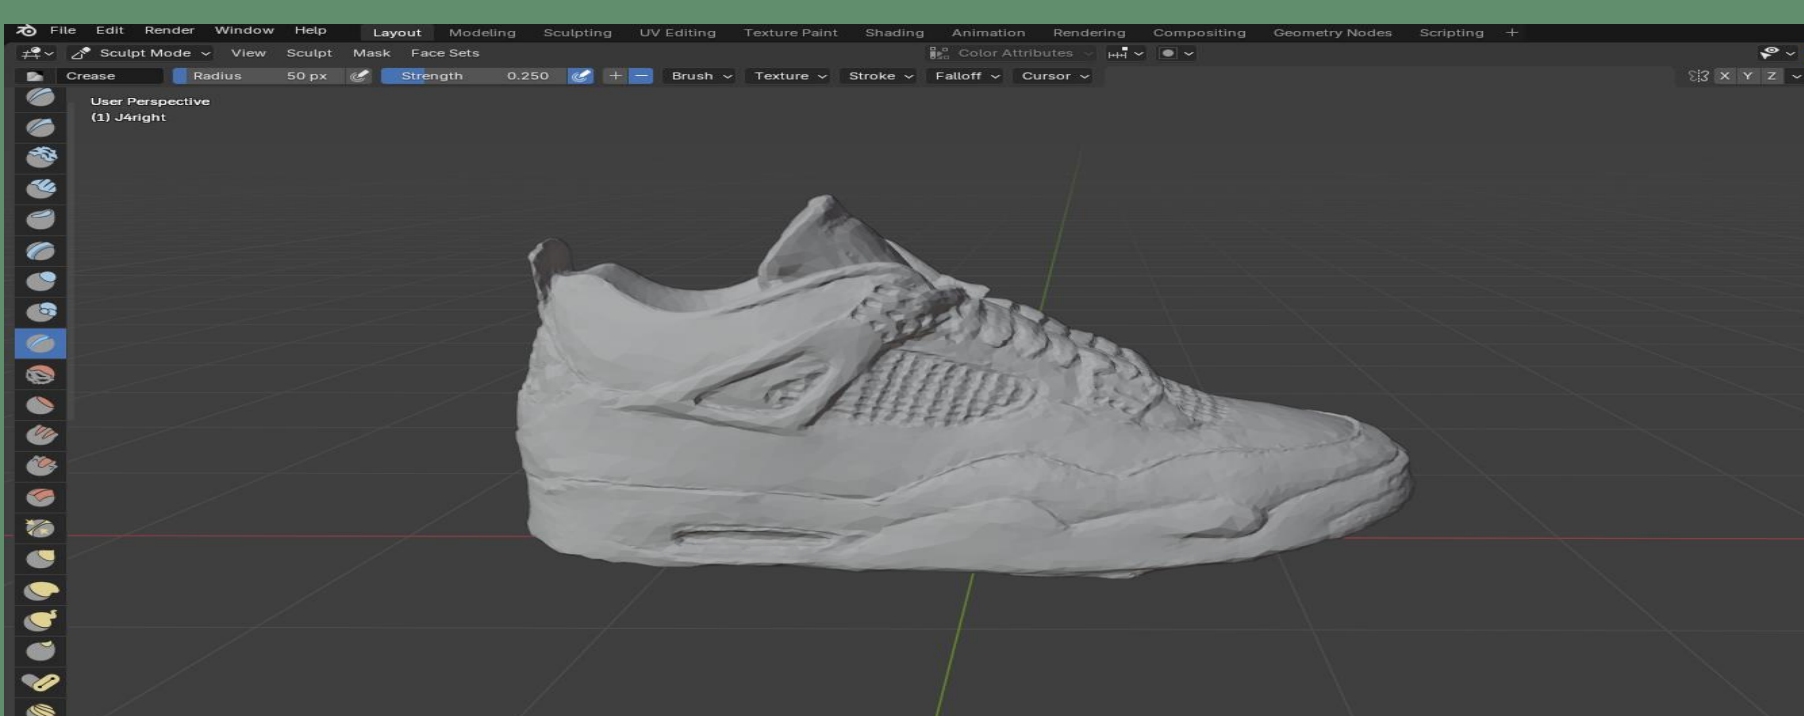 File Edit Render Window Help Layout Modeling Sculpting UV Editing Texture Paint Shading Animation Rendering Compositing Geometry Nodes Scripting +
Sculpt Mode View Sculpt Mask Face Sets Color Attributes
Crease Radius 50 px Strength 0.250 + − Brush Texture Stroke Falloff Cursor X Y Z
User Perspective
(1) J4right